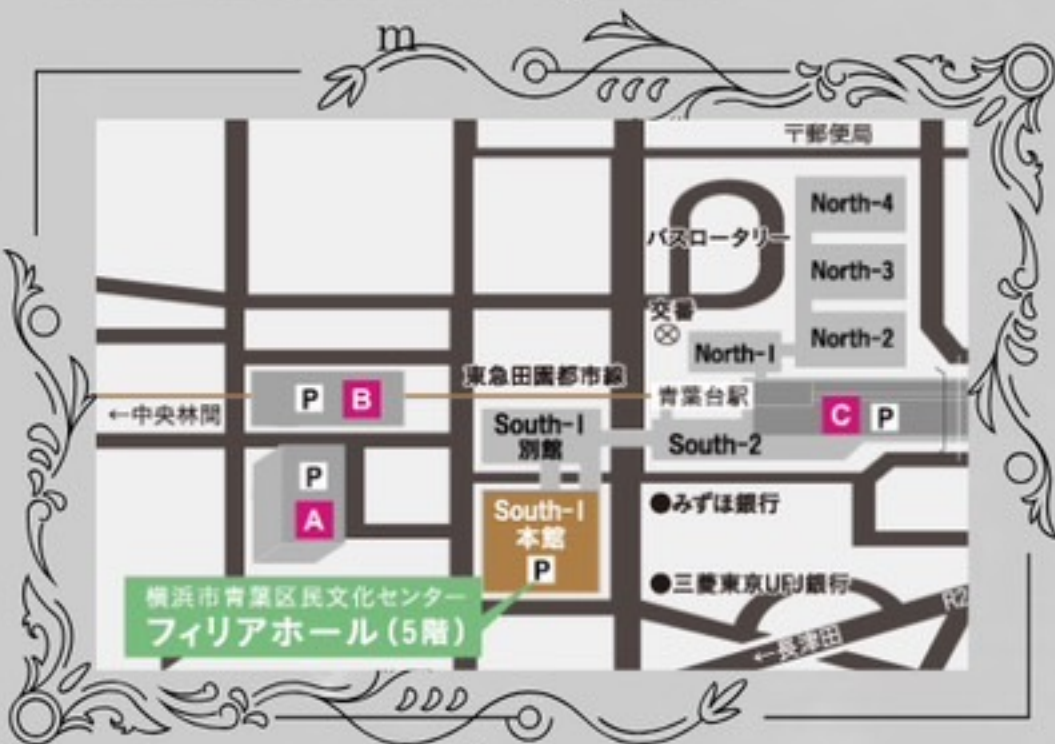 m
〒郵便局
North-4
バスロータリー
North-3
交番
North-2
North-1
東急田園都市線
青葉台駅
P B
←中央林間
C P
South-1
別館
South-2
P
A
South-1
本館
P
●みずほ銀行
●三菱東京UFJ銀行
横浜市青葉区民文化センター
フィリアホール(5階)
←長津田